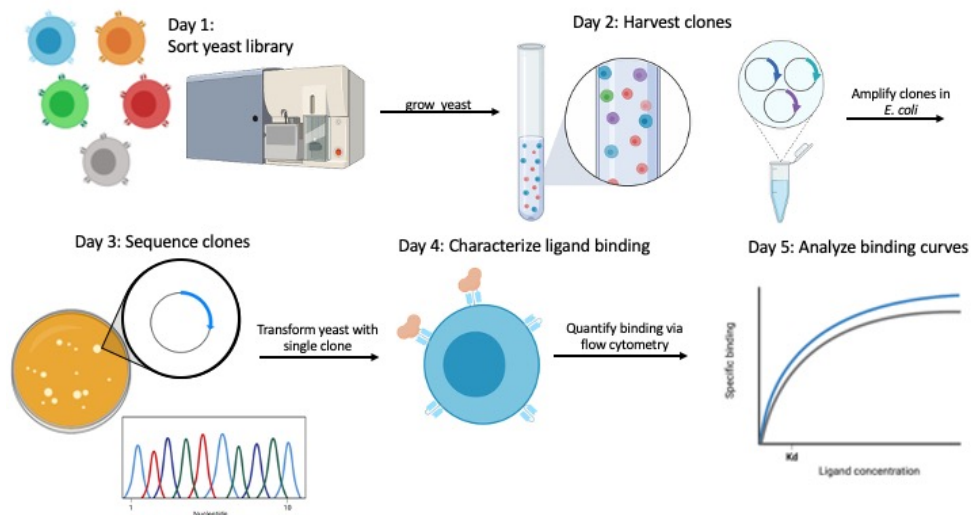 Day 1:
Sort yeast library
grow yeast
Day 2: Harvest clones
Amplify clones in
E. coli
Day 3: Sequence clones
Transform yeast with
single clone
1
10
Nucleotide
Day 4: Characterize ligand binding
Quantify binding via
flow cytometry
Day 5: Analyze binding curves
Specific binding
Kd
Ligand concentration